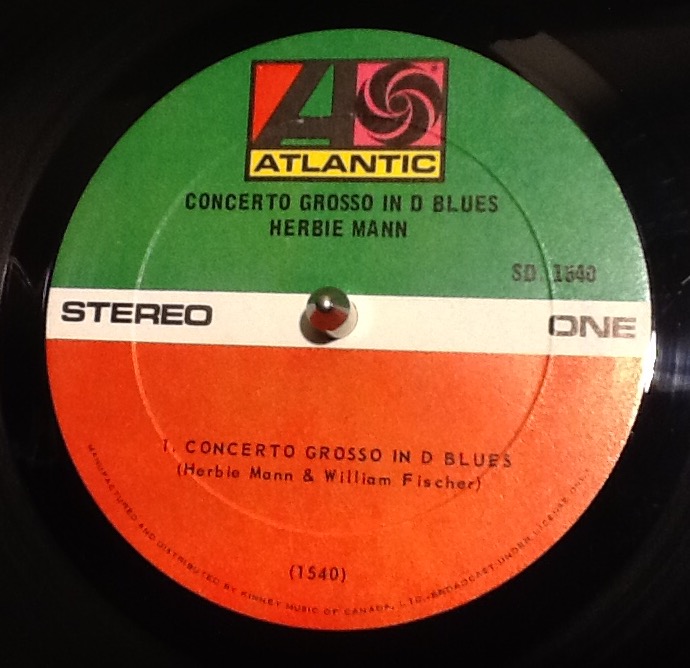 ATLANTIC
CONCERTO GROSSO IN D BLUES
HERBIE MANN
SD 1540
STEREO
ONE
1. CONCERTO GROSSO IN D BLUES
(Herbie Mann & William Fischer)
(1540)
MANUFACTURED AND DISTRIBUTED BY KINNEY MUSIC OF CANADA, LTD. BROADCAST UNDER LICENSE ONLY